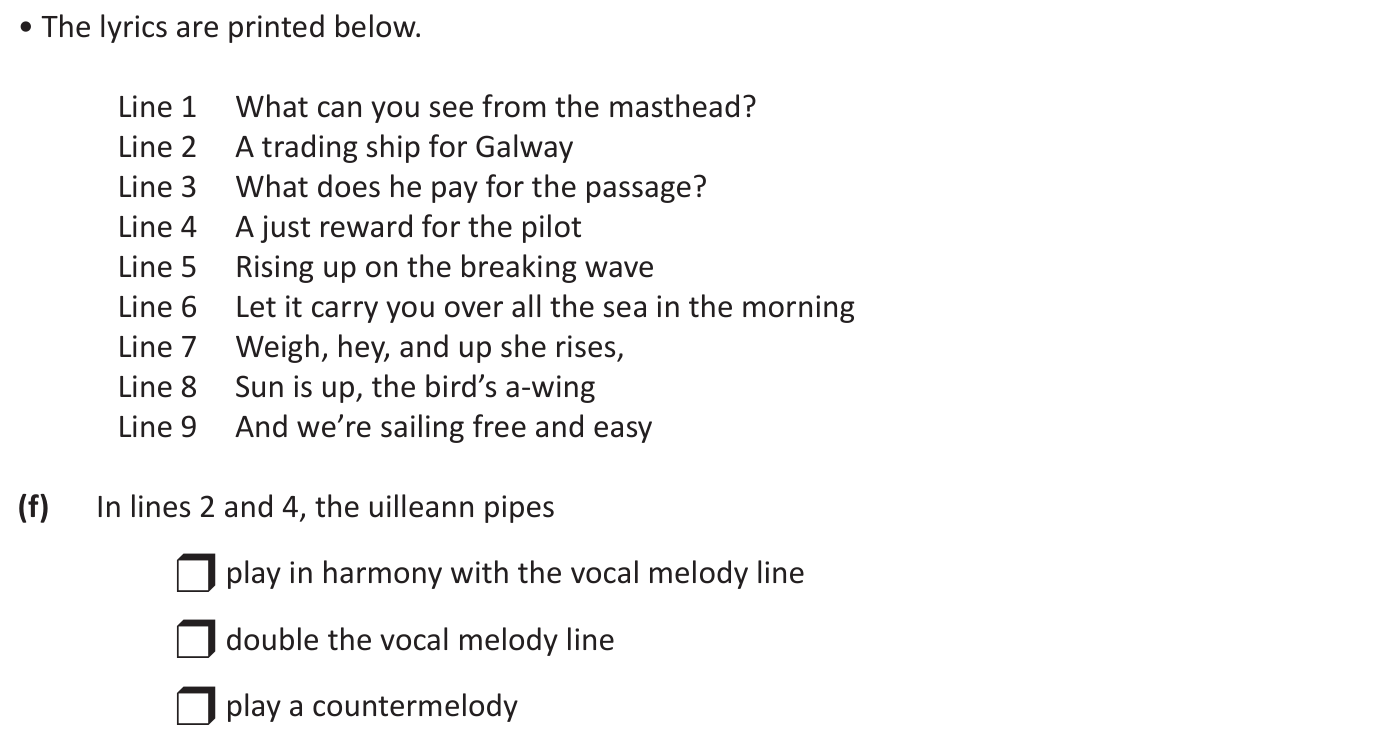 • The lyrics are printed below.
Line 1 What can you see from the masthead?
Line 2 A trading ship for Galway
Line 3 What does he pay for the passage?
Line 4 A just reward for the pilot
Line 5 Rising up on the breaking wave
Line 6 Let it carry you over all the sea in the morning
Line 7 Weigh, hey, and up she rises,
Line 8 Sun is up, the bird’s a-wing
Line 9 And we’re sailing free and easy
(f) In lines 2 and 4, the uilleann pipes
play in harmony with the vocal melody line
double the vocal melody line
play a countermelody